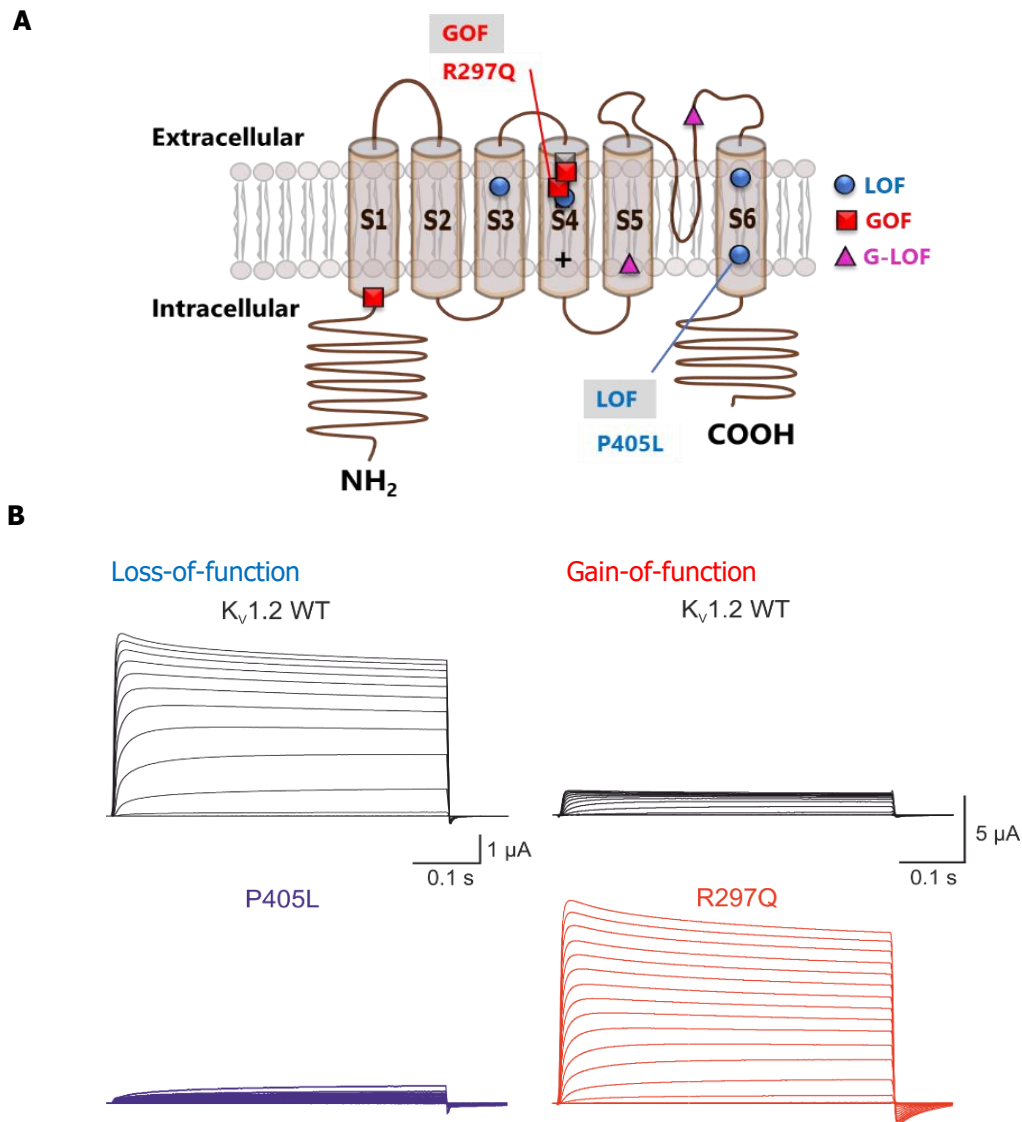 A
GOF
R297Q
Extracellular
S1 S2 S3 S4 S5 S6
+
LOF
GOF
G-LOF
Intracellular
LOF
P405L
COOH
NH₂
B
Loss-of-function
Gain-of-function
Kᵥ1.2 WT
Kᵥ1.2 WT
1 µA
0.1 s
5 µA
0.1 s
P405L
R297Q